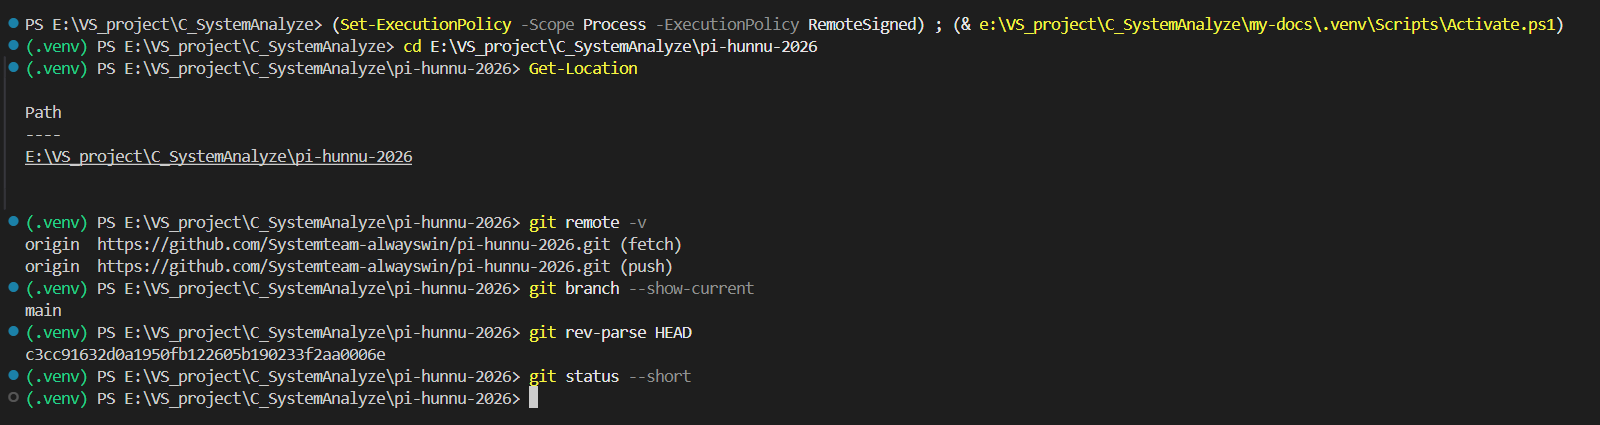 PS E:\VS_project\C_SystemAnalyze> (Set-ExecutionPolicy -Scope Process -ExecutionPolicy RemoteSigned) ; (& e:\VS_project\C_SystemAnalyze\my-docs\.venv\Scripts\Activate.ps1)
(.venv) PS E:\VS_project\C_SystemAnalyze> cd E:\VS_project\C_SystemAnalyze\pi-hunnu-2026
(.venv) PS E:\VS_project\C_SystemAnalyze\pi-hunnu-2026> Get-Location
Path
----
E:\VS_project\C_SystemAnalyze\pi-hunnu-2026
(.venv) PS E:\VS_project\C_SystemAnalyze\pi-hunnu-2026> git remote -v
origin  https://github.com/Systemteam-alwayswin/pi-hunnu-2026.git (fetch)
origin  https://github.com/Systemteam-alwayswin/pi-hunnu-2026.git (push)
(.venv) PS E:\VS_project\C_SystemAnalyze\pi-hunnu-2026> git branch --show-current
main
(.venv) PS E:\VS_project\C_SystemAnalyze\pi-hunnu-2026> git rev-parse HEAD
c3cc91632d0a1950fb122605b190233f2aa0006e
(.venv) PS E:\VS_project\C_SystemAnalyze\pi-hunnu-2026> git status --short
(.venv) PS E:\VS_project\C_SystemAnalyze\pi-hunnu-2026>